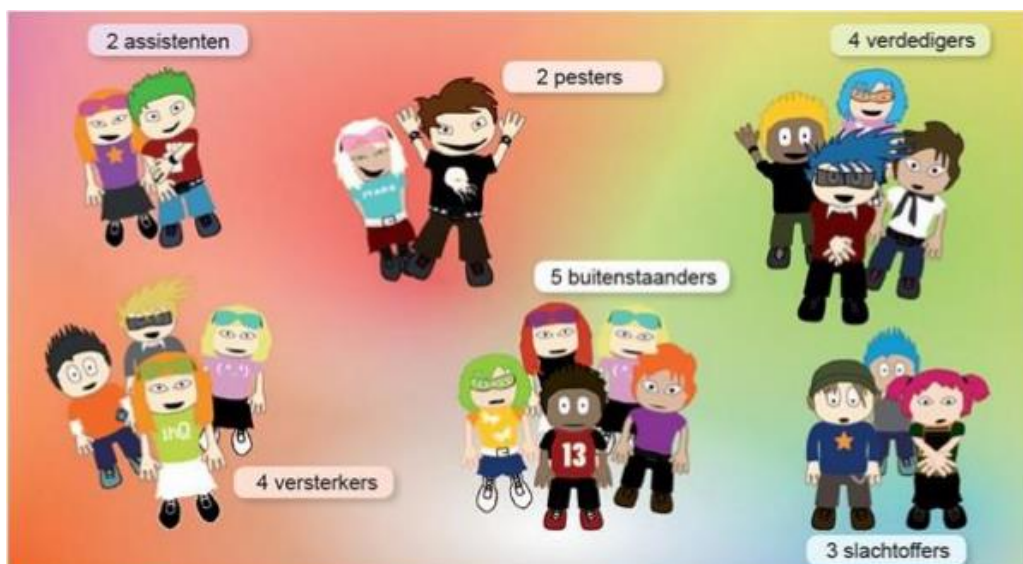 2 assistenten
2 pesters
4 verdedigers
5 buitenstaanders
13
4 versterkers
3 slachtoffers